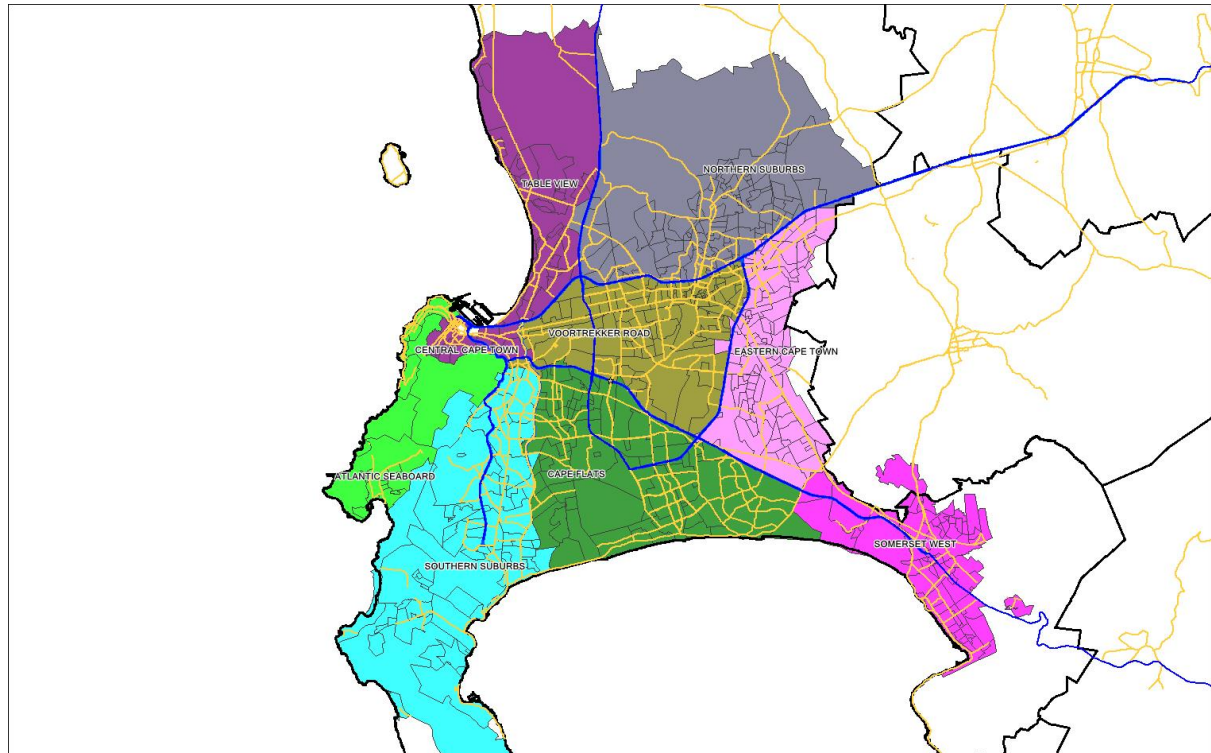 NORTHERN SUBURBS
TABLE VIEW
VOORTREKKER ROAD
CENTRAL CAPE TOWN
EASTERN CAPE TOWN
ATLANTIC SEABOARD
CAPE FLATS
SOMERSET WEST
SOUTHERN SUBURBS